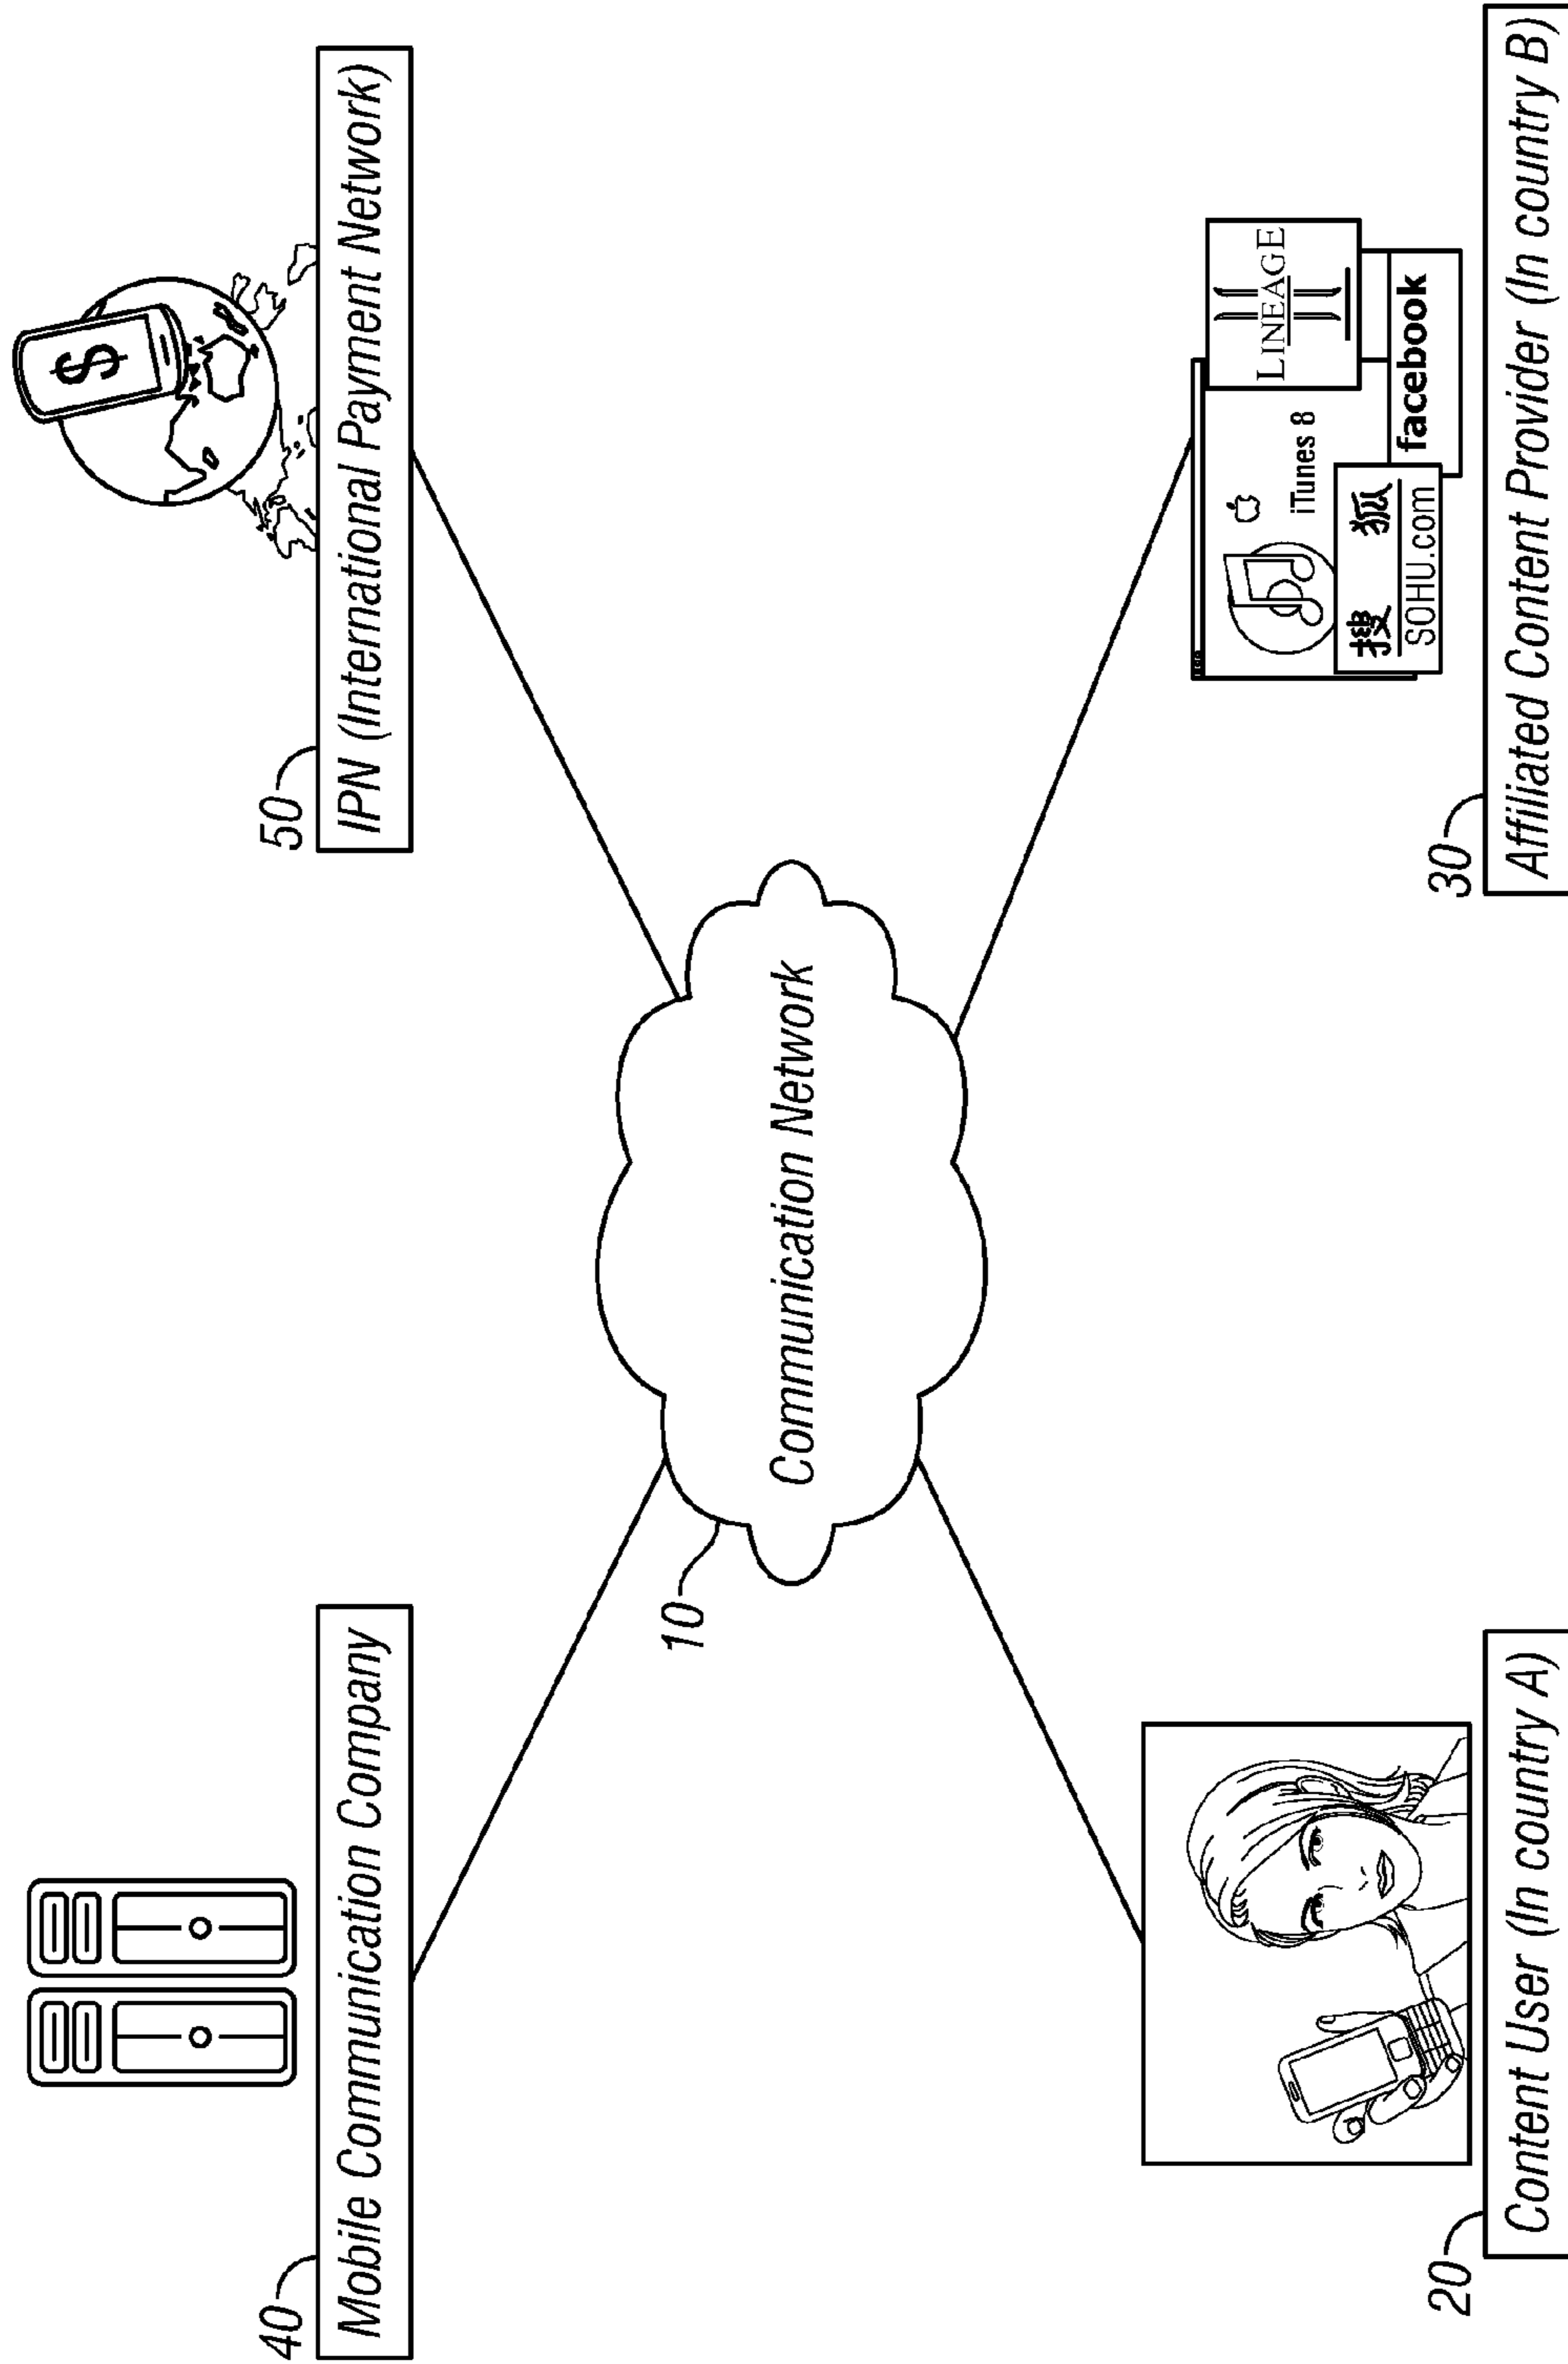 40
Mobile Communication Company
50
$
IPN (International Payment Network)
10
Communication Network
20
Content User (In country A)
iTunes 8
LINEAGE
II
搜 狐
SOHU.com
facebook
30
Affiliated Content Provider (In country B)